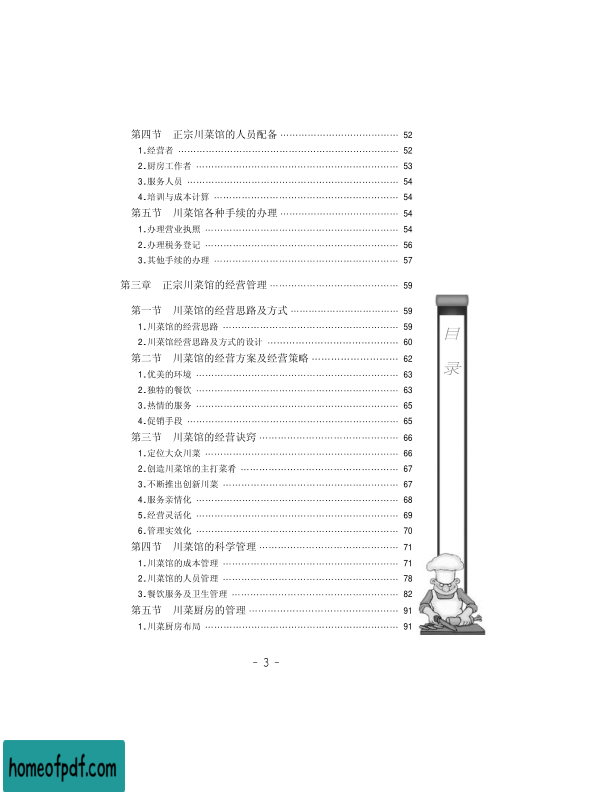 第四节 正宗川菜馆的人员配备 …………………………………… 52
1.经营者 …………………………………………………………… 52
2.厨房工作者 ……………………………………………………… 53
3.服务人员 ………………………………………………………… 54
4.培训与成本计算 ………………………………………………… 54
第五节 川菜馆各种手续的办理 …………………………………… 54
1.办理营业执照 …………………………………………………… 54
2.办理税务登记 …………………………………………………… 56
3.其他手续的办理 ………………………………………………… 57
第三章 正宗川菜馆的经营管理 …………………………………… 59
第一节 川菜馆的经营思路及方式 ………………………………… 59
1.川菜馆的经营思路 ……………………………………………… 59
2.川菜馆经营思路及方式的设计 ………………………………… 60
第二节 川菜馆的经营方案及经营策略 ………………………… 62
1.优美的环境 ……………………………………………………… 63
2.独特的餐饮 ……………………………………………………… 63
3.热情的服务 ……………………………………………………… 65
4.促销手段 ………………………………………………………… 65
第三节 川菜馆的经营诀窍 ………………………………………… 66
1.定位大众川菜 …………………………………………………… 66
2.创造川菜馆的主打菜肴 ………………………………………… 67
3.不断推出创新川菜 ……………………………………………… 67
4.服务亲情化 ……………………………………………………… 68
5.经营灵活化 ……………………………………………………… 69
6.管理实效化 ……………………………………………………… 70
第四节 川菜馆的科学管理 ………………………………………… 71
1.川菜馆的成本管理 ……………………………………………… 71
2.川菜馆的人员管理 ……………………………………………… 78
3.餐饮服务及卫生管理 …………………………………………… 82
第五节 川菜厨房的管理 …………………………………………… 91
1.川菜厨房布局 …………………………………………………… 91
目
录
- 3 -
homeofpdf.com